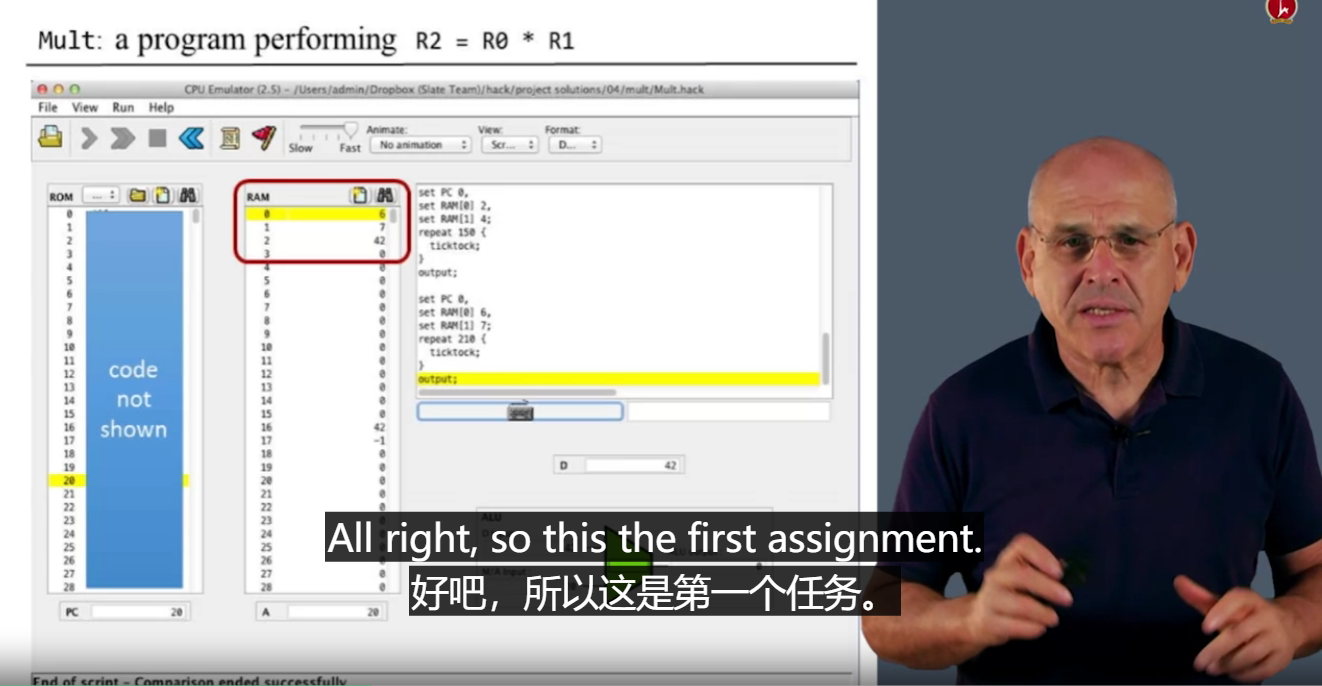 Mult: a program performing R2 = R0 * R1
CPU Emulator (2.5) – /Users/admin/Dropbox (Slate Team)/hack/project solutions/04/mult/Mult.hack
File View Run Help
Slow Fast
Animate:
No animation
View:
Scr...
Format:
D...
ROM ...
0
1
2
3
4
5
6
7
8
9
10
11
12
13
14
15
16
17
18
19
20
21
22
23
24
25
26
27
28
code
not
shown
PC 20
RAM
0 6
1 7
2 42
3 0
4 0
5 0
6 0
7 0
8 0
9 0
10 0
11 0
12 0
13 0
14 0
15 0
16 42
17 -1
18 0
19 0
20 0
21 0
22 0
23 0
24 0
25 0
26 0
27 0
28 0
A 20
set PC 0,
set RAM[0] 2,
set RAM[1] 4;
repeat 150 {
ticktock;
}
output;
set PC 0,
set RAM[0] 6,
set RAM[1] 7;
repeat 210 {
ticktock;
}
output;
D 42
ALU
All right, so this the first assignment.
好吧，所以这是第一个任务。
End of script – Comparison ended successfully